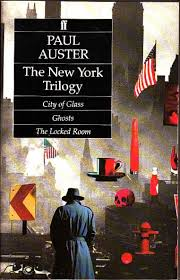 ff
PAUL
AUSTER
The New York
Trilogy
City of Glass
Ghosts
The Locked Room